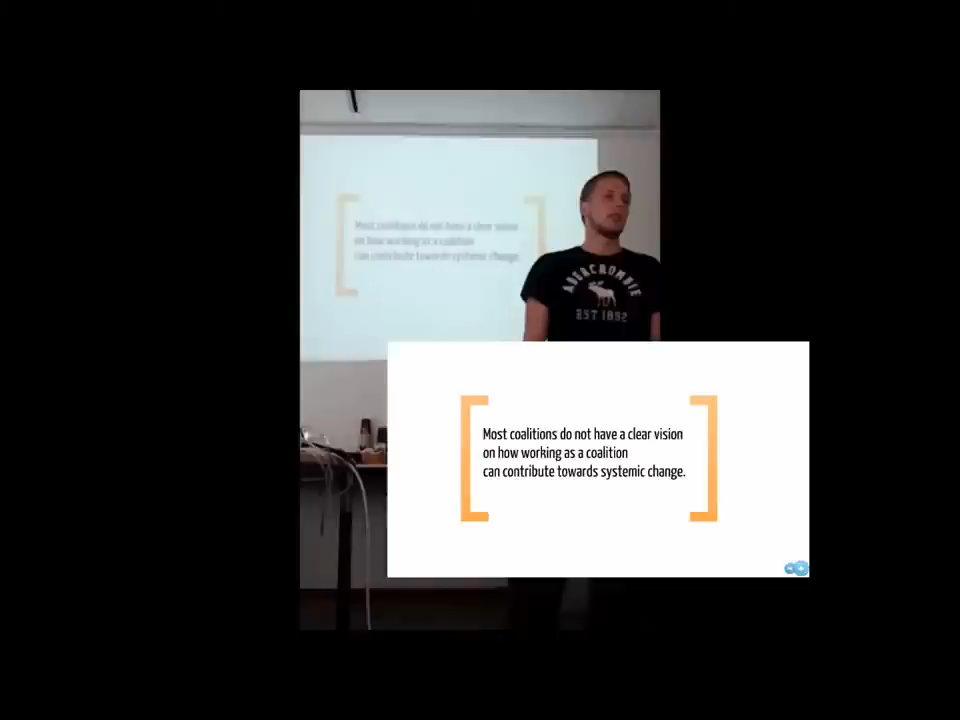 Most coalitions do not have a clear vision
on how working as a coalition
can contribute towards systemic change.
ABERCROMBIE
EST 1892
Most coalitions do not have a clear vision
on how working as a coalition
can contribute towards systemic change.